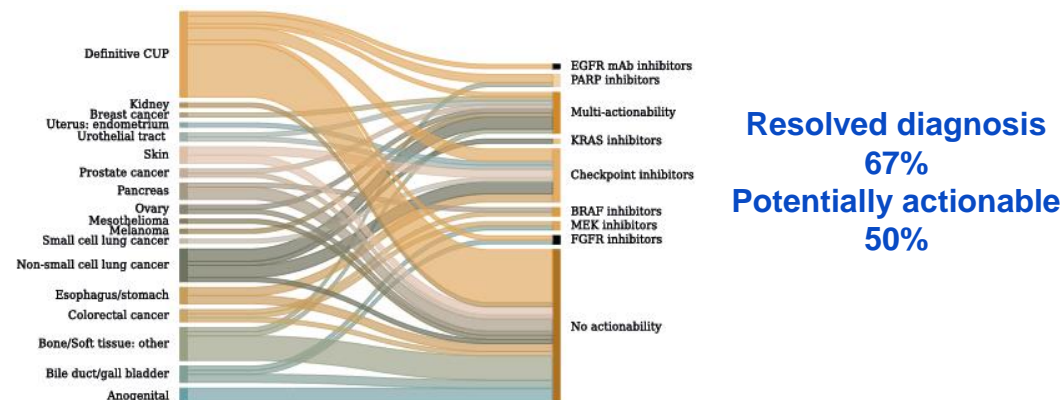 Definitive CUP
Kidney
Breast cancer
Uterus: endometrium
Urothelial tract
Skin
Prostate cancer
Pancreas
Ovary
Mesothelioma
Melanoma
Small cell lung cancer
Non-small cell lung cancer
Esophagus/stomach
Colorectal cancer
Bone/Soft tissue: other
Bile duct/gall bladder
Anogenital
EGFR mAb inhibitors
PARP inhibitors
Multi-actionability
KRAS inhibitors
Checkpoint inhibitors
BRAF inhibitors
MEK inhibitors
FGFR inhibitors
No actionability
Resolved diagnosis
67%
Potentially actionable
50%